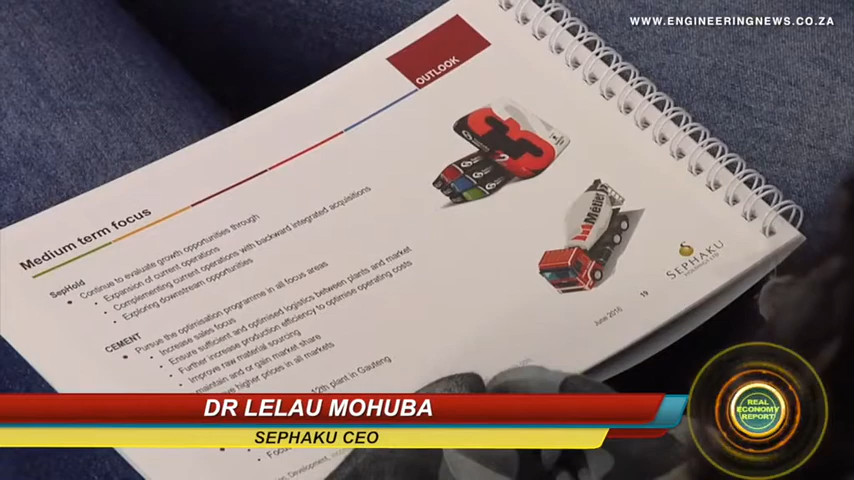 WWW.ENGINEERINGNEWS.CO.ZA
OUTLOOK
Medium term focus
SepHold
• Continue to evaluate growth opportunities through
• Expansion of current operations
• Complementing current operations with backward integrated acquisitions
• Exploring downstream opportunities
CEMENT
• Pursue the optimisation programme in all focus areas
• Increase sales focus
• Ensure sufficient and optimised logistics between plants and market
• Further increase production efficiency to optimise operating costs
• Improve raw material sourcing
maintain and or gain market share
higher prices in all markets
12th plant in Gauteng
Métier
SEPHAKU
HOLDINGS LTD
June 2016
19
DR LELAU MOHUBA
SEPHAKU CEO
REAL
ECONOMY
REPORT